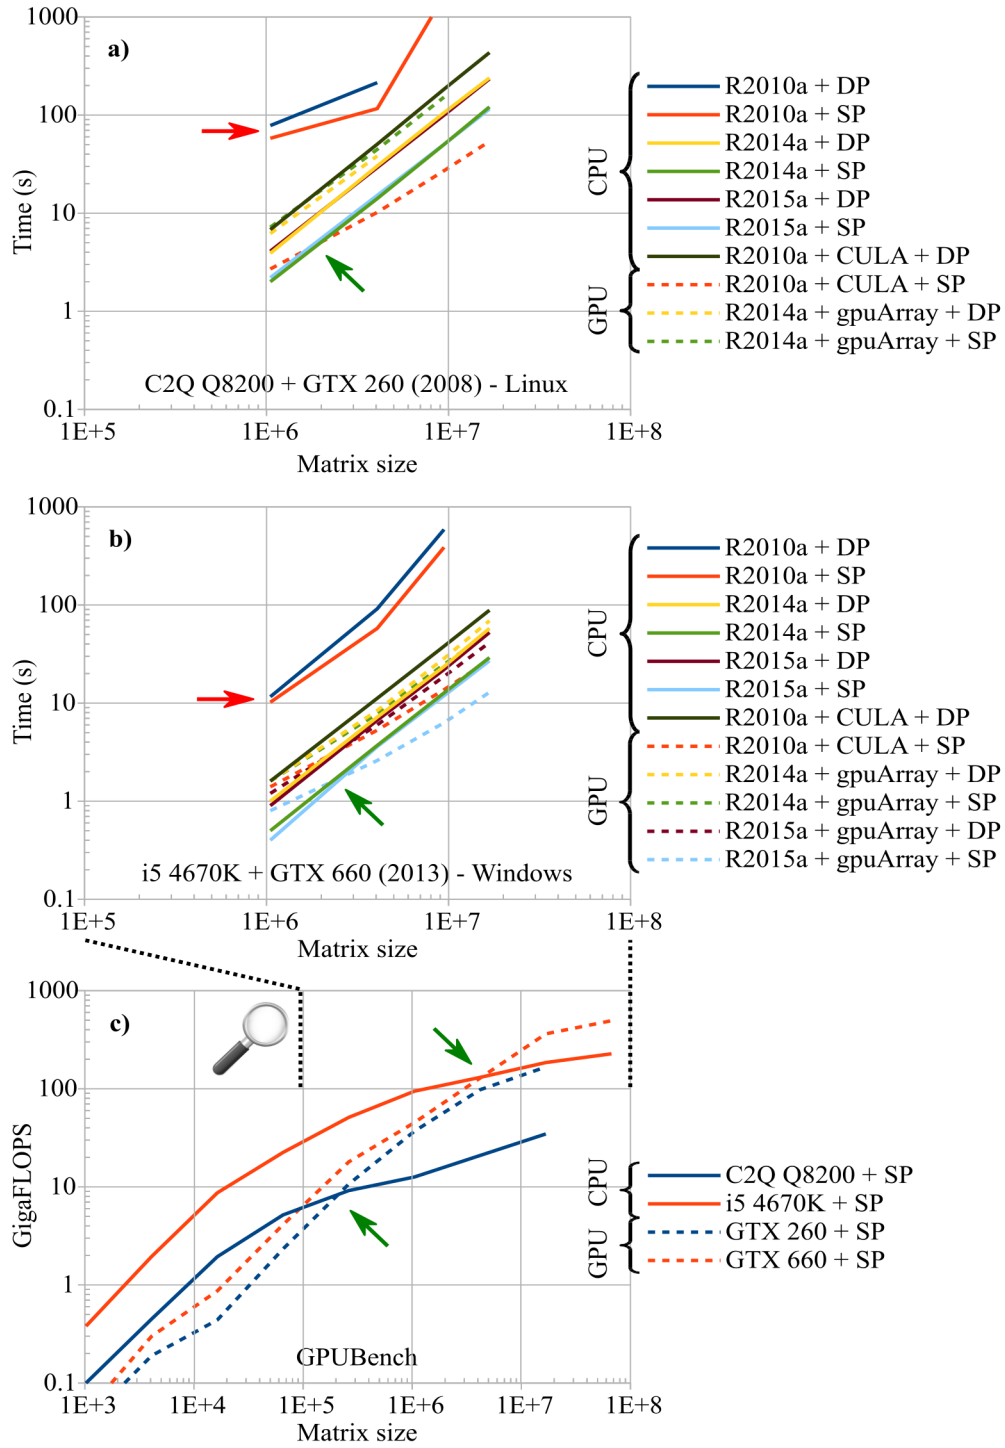 1000
a)
100
10
1
0.1
Time (s)
C2Q Q8200 + GTX 260 (2008) - Linux
1E+5 1E+6 1E+7 1E+8
Matrix size
CPU
GPU
R2010a + DP
R2010a + SP
R2014a + DP
R2014a + SP
R2015a + DP
R2015a + SP
R2010a + CULA + DP
R2010a + CULA + SP
R2014a + gpuArray + DP
R2014a + gpuArray + SP
1000
b)
100
10
1
0.1
Time (s)
i5 4670K + GTX 660 (2013) - Windows
1E+5 1E+6 1E+7 1E+8
Matrix size
CPU
GPU
R2010a + DP
R2010a + SP
R2014a + DP
R2014a + SP
R2015a + DP
R2015a + SP
R2010a + CULA + DP
R2010a + CULA + SP
R2014a + gpuArray + DP
R2014a + gpuArray + SP
R2015a + gpuArray + DP
R2015a + gpuArray + SP
1000
c)
100
10
1
0.1
GigaFLOPS
GPUBench
1E+3 1E+4 1E+5 1E+6 1E+7 1E+8
Matrix size
CPU
GPU
C2Q Q8200 + SP
i5 4670K + SP
GTX 260 + SP
GTX 660 + SP